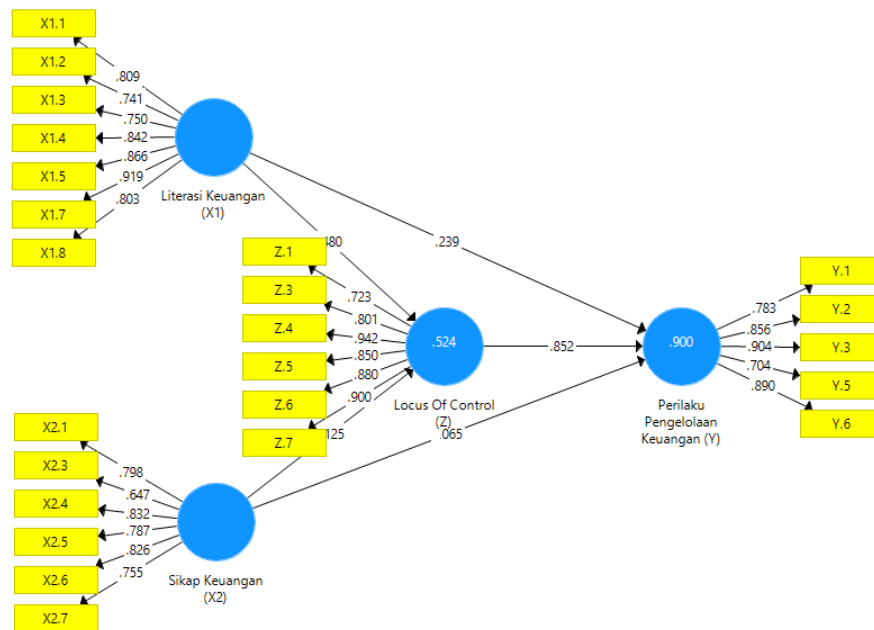 X1.1
X1.2
X1.3
X1.4
X1.5
X1.7
X1.8
.809
.741
.750
.842
.866
.919
.803
Literasi Keuangan
(X1)
.239
Z.1
Z.3
Z.4
Z.5
Z.6
Z.7
.723
.801
.942
.850
.880
.900
.524
Locus Of Control
(Z)
.852
.065
.900
Perilaku
Pengelolaan
Keuangan (Y)
.783
.856
.904
.704
.890
Y.1
Y.2
Y.3
Y.5
Y.6
X2.1
X2.3
X2.4
X2.5
X2.6
X2.7
.798
.647
.832
.787
.826
.755
Sikap Keuangan
(X2)